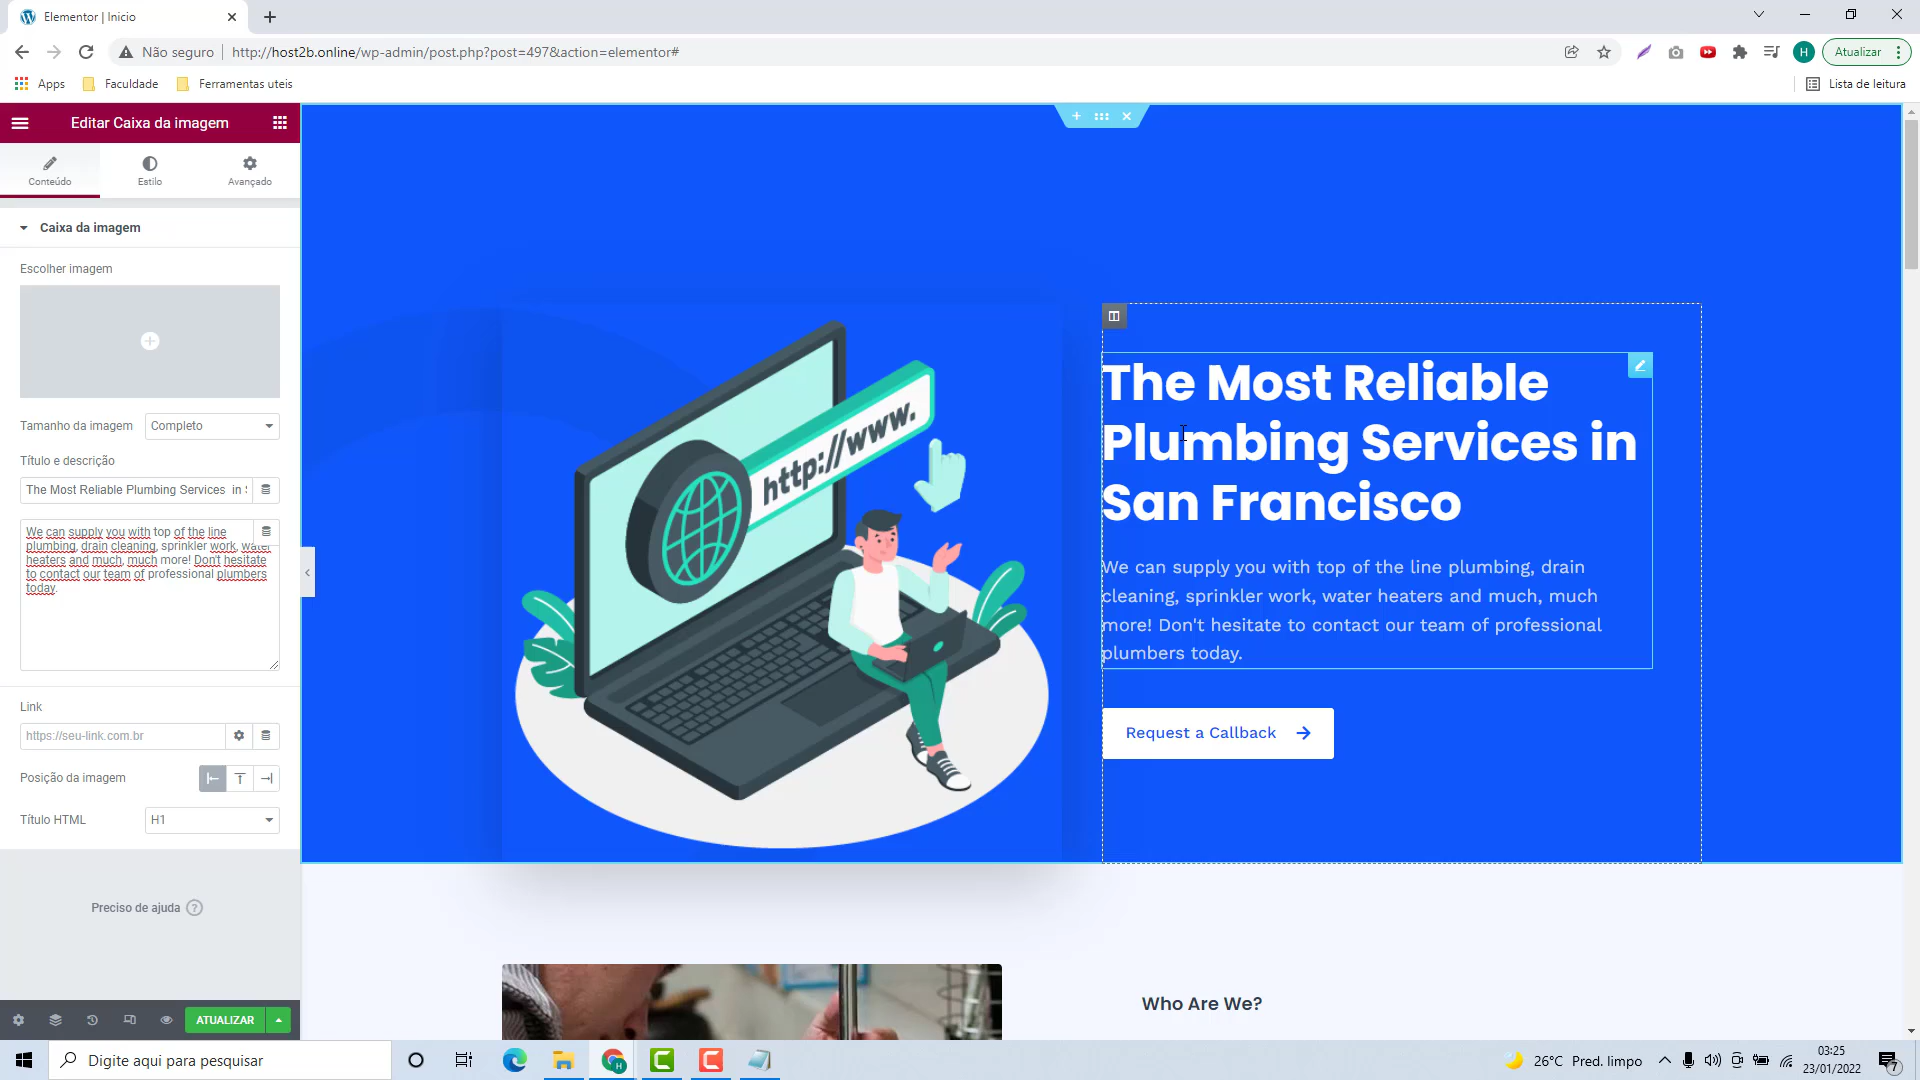 Elementor | Inicio
Não seguro
http://host2b.online/wp-admin/post.php?post=497&action=elementor#
H
Atualizar
Apps
Faculdade
Ferramentas uteis
Lista de leitura
Editar Caixa da imagem
Conteúdo
Estilo
Avançado
Caixa da imagem
Escolher imagem
Tamanho da imagem
Completo
Título e descrição
The Most Reliable Plumbing Services  in
We can supply you with top of the line
plumbing, drain cleaning, sprinkler work, water
heaters and much, much more! Don't hesitate
to contact our team of professional plumbers
today.
Link
https://seu-link.com.br
Posição da imagem
Título HTML
H1
Preciso de ajuda ?
ATUALIZAR
http://www.
The Most Reliable
Plumbing Services in
San Francisco
We can supply you with top of the line plumbing, drain
cleaning, sprinkler work, water heaters and much, much
more! Don't hesitate to contact our team of professional
plumbers today.
Request a Callback
Who Are We?
Digite aqui para pesquisar
H
26°C
Pred. limpo
03:25
23/01/2022
7